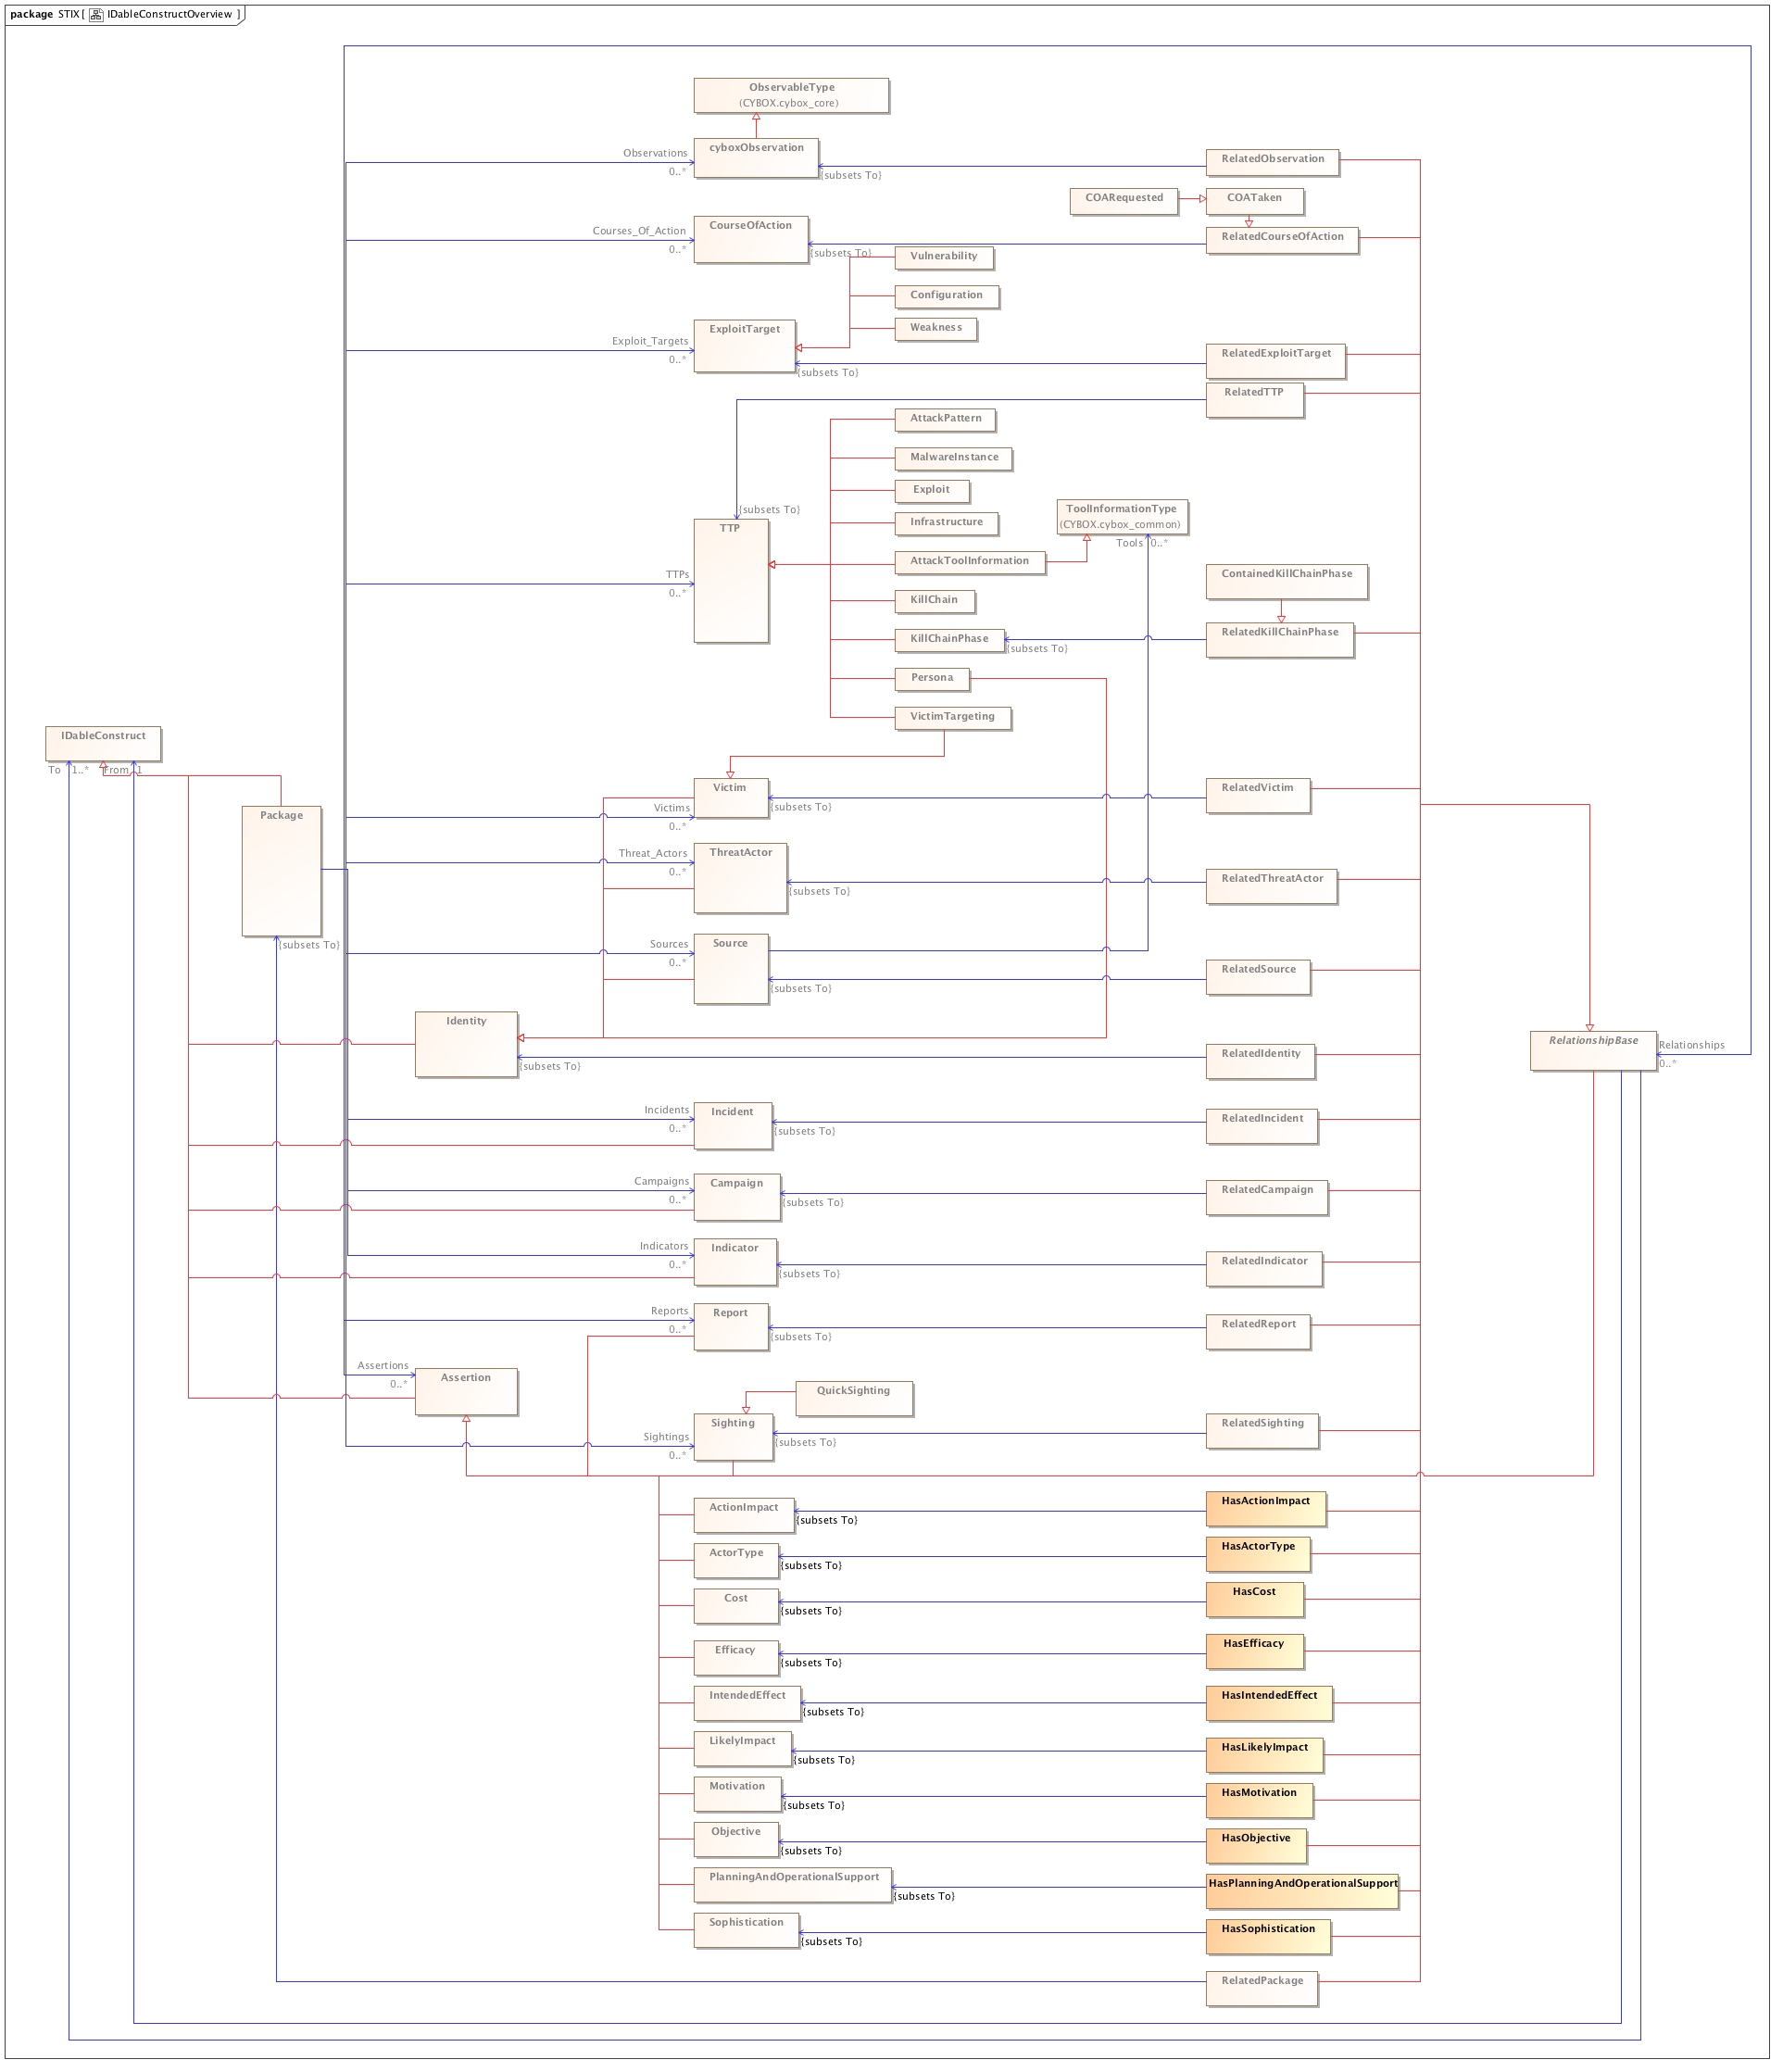 package STIX [ IDableConstructOverview ]
ObservableType
(CYBOX.cybox_core)
Observations
0..*
cyboxObservation
{subsets To}
RelatedObservation
COARequested
COATaken
Courses_Of_Action
0..*
CourseOfAction
{subsets To}
RelatedCourseOfAction
Vulnerability
Configuration
Weakness
Exploit_Targets
0..*
ExploitTarget
{subsets To}
RelatedExploitTarget
RelatedTTP
AttackPattern
MalwareInstance
Exploit
Infrastructure
AttackToolInformation
KillChain
KillChainPhase
{subsets To}
Persona
VictimTargeting
ToolInformationType
(CYBOX.cybox_common)
Tools 0..*
{subsets To}
TTP
TTPs
0..*
ContainedKillChainPhase
RelatedKillChainPhase
IDableConstruct
To 1..* From 1
Package
{subsets To}
Victims
0..*
Victim
{subsets To}
RelatedVictim
Threat_Actors
0..*
ThreatActor
{subsets To}
RelatedThreatActor
Sources
0..*
Source
{subsets To}
RelatedSource
Identity
{subsets To}
RelatedIdentity
RelationshipBase
Relationships
0..*
Incidents
0..*
Incident
{subsets To}
RelatedIncident
Campaigns
0..*
Campaign
{subsets To}
RelatedCampaign
Indicators
0..*
Indicator
{subsets To}
RelatedIndicator
Reports
0..*
Report
{subsets To}
RelatedReport
Assertions
0..*
Assertion
QuickSighting
Sightings
0..*
Sighting
{subsets To}
RelatedSighting
ActionImpact
{subsets To}
HasActionImpact
ActorType
{subsets To}
HasActorType
Cost
{subsets To}
HasCost
Efficacy
{subsets To}
HasEfficacy
IntendedEffect
{subsets To}
HasIntendedEffect
LikelyImpact
{subsets To}
HasLikelyImpact
Motivation
{subsets To}
HasMotivation
Objective
{subsets To}
HasObjective
PlanningAndOperationalSupport
{subsets To}
HasPlanningAndOperationalSupport
Sophistication
{subsets To}
HasSophistication
RelatedPackage